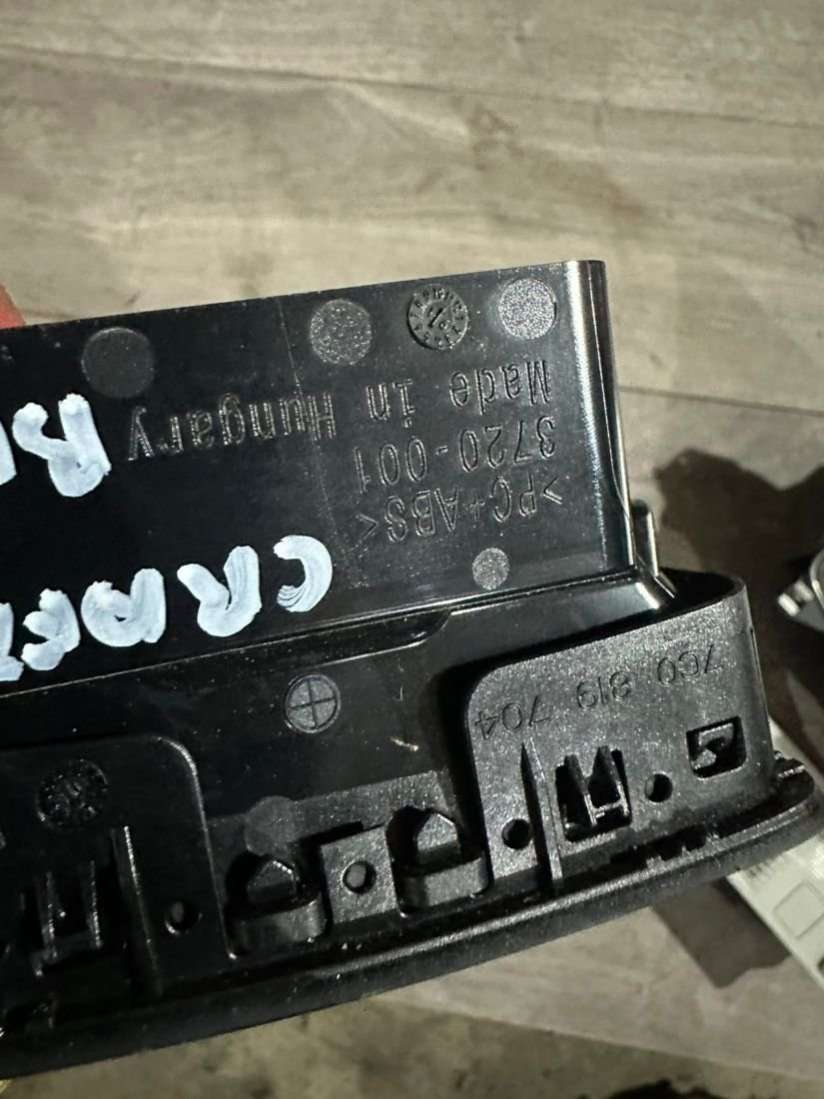 7C0 819 704
>PC+ABS<
3720-001
Made in Hungary
CRAFT